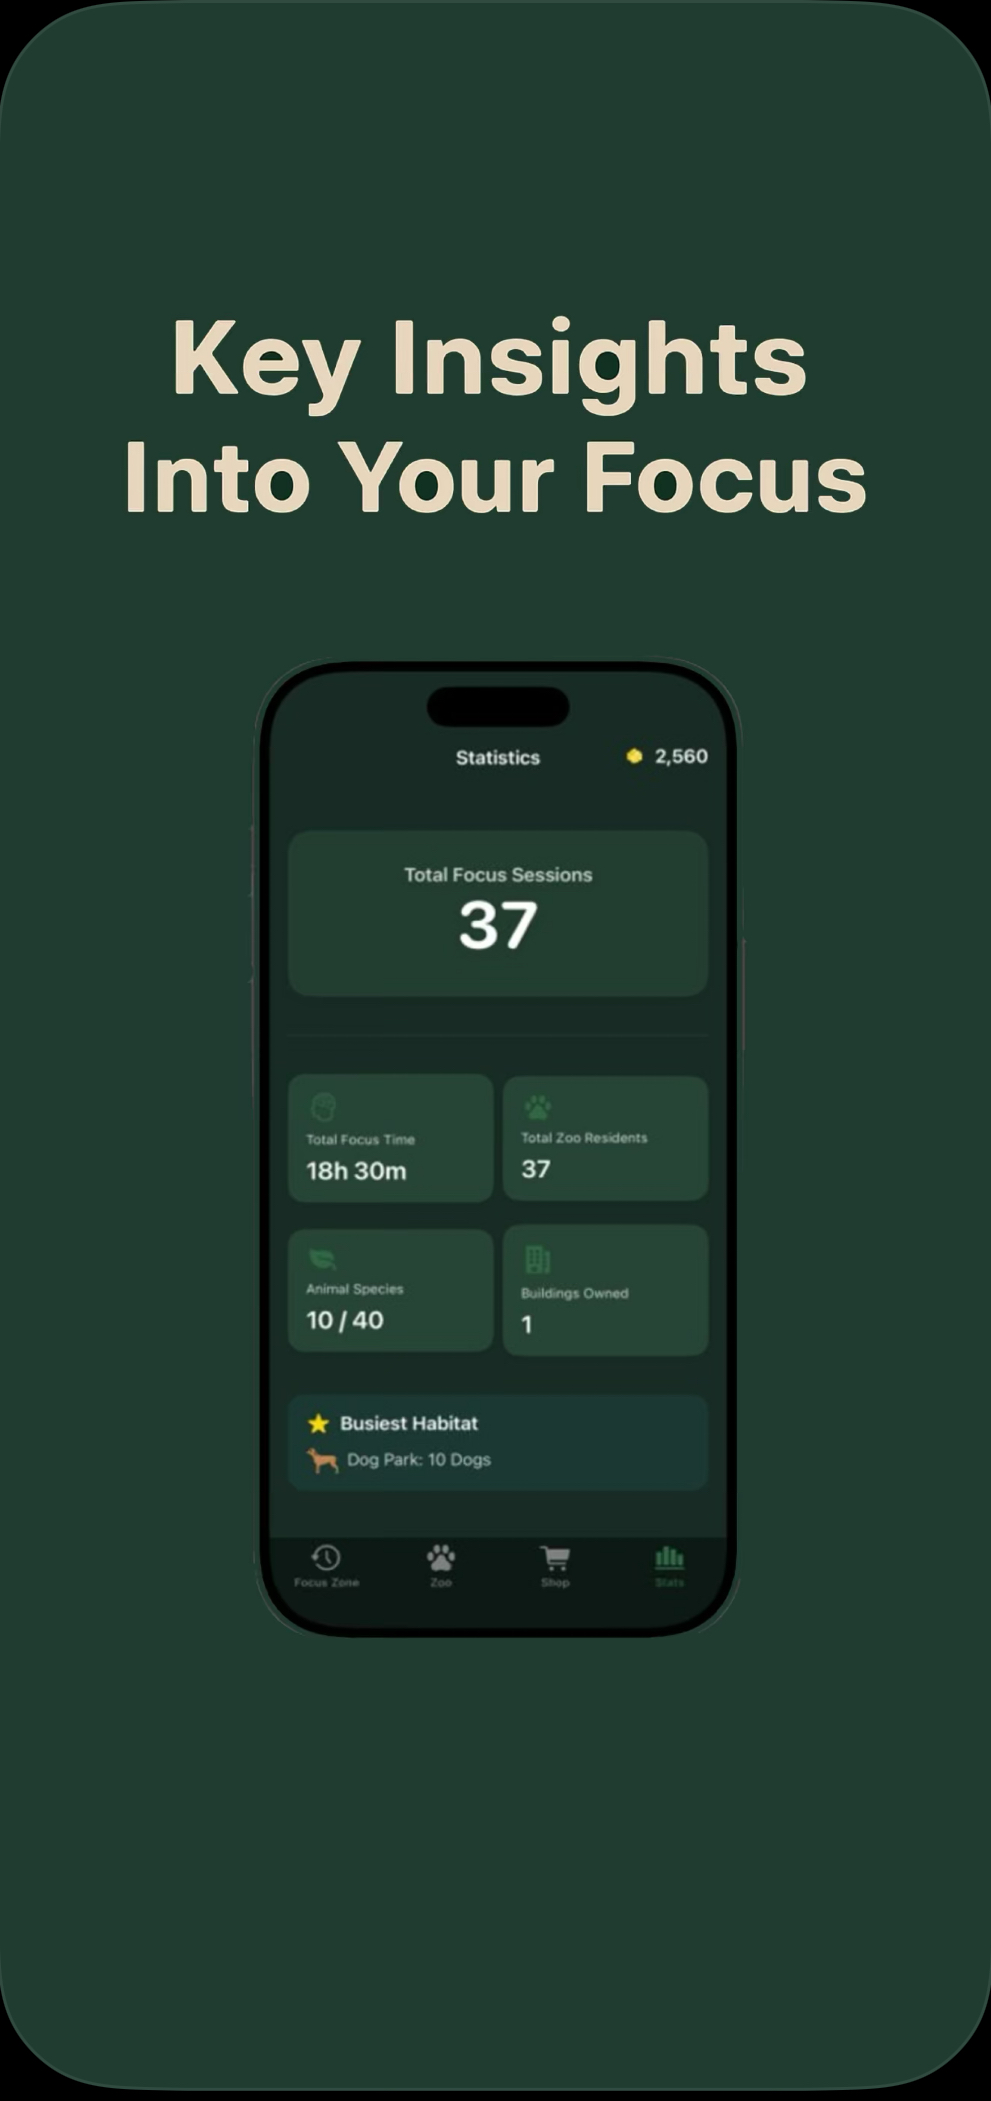 Key Insights
Into Your Focus
Statistics
2,560
Total Focus Sessions
37
Total Focus Time
18h 30m
Total Zoo Residents
37
Animal Species
10 / 40
Buildings Owned
1
Busiest Habitat
Dog Park: 10 Dogs
Focus Zone
Zoo
Shop
Stats